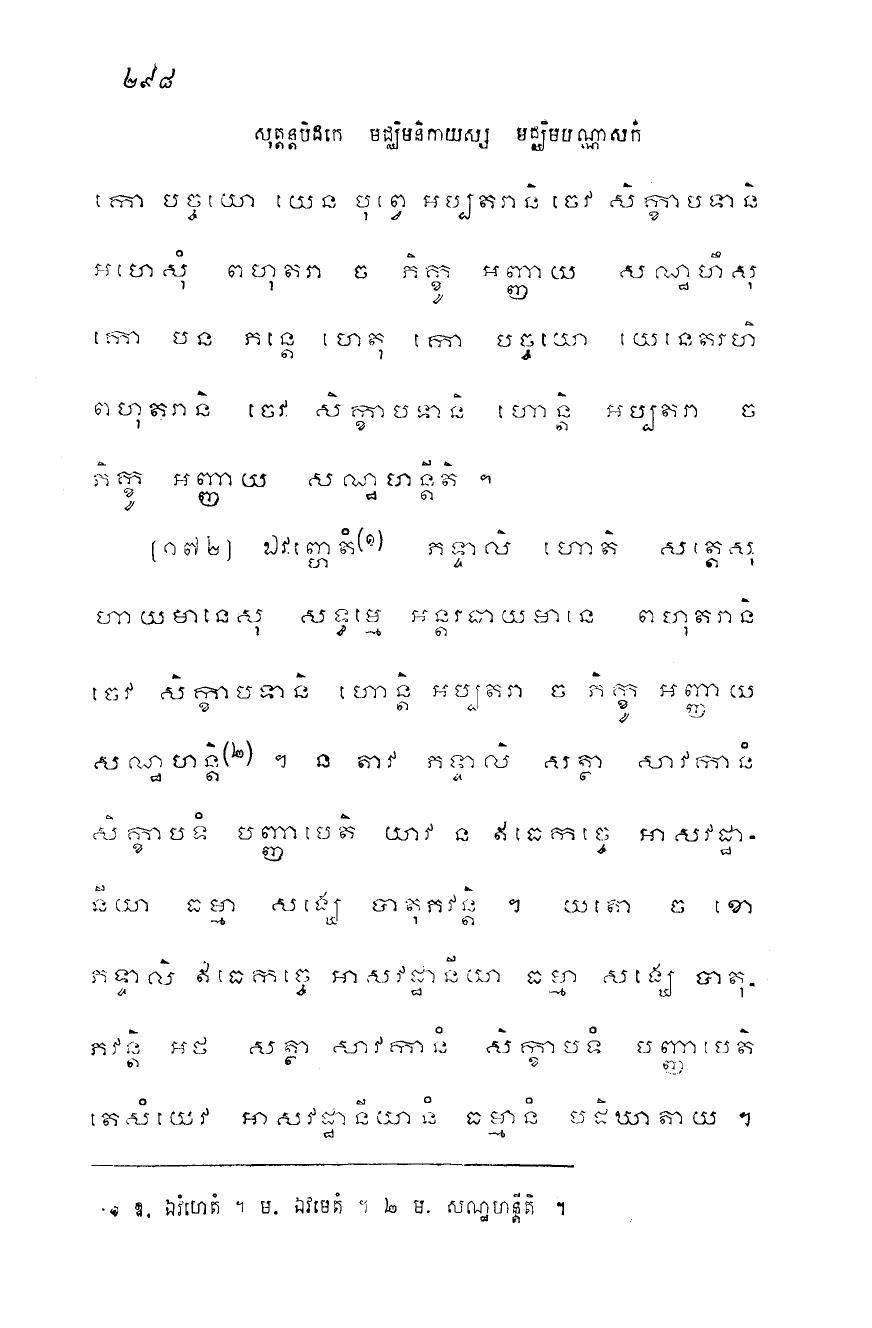 ២៩៨
សុត្តន្តបិដកេ មជ្ឈិមនិកាយស្ស មជ្ឈិមបណ្ណាសកំ
កោ បច្ចយោ យេន បុព្វេ អប្បតរានិ ចេវ សិក្ខាបទានិ
អហេសុំ ពហុតរា ច ភិក្ខូ អញ្ញាយ សណ្ឋហឹសុ
កោ បន ភន្តេ ហេតុ កោ បច្ចយោ យេនេតរហិ
ពហុតរានិ ចេវ សិក្ខាបទានិ ហោន្តិ អប្បតរា ច
ភិក្ខូ អញ្ញាយ សណ្ឋហន្តីតិ ។
[១៧២] ឯវញ្ហេតំ(១) ភទ្ទាលិ ហោតិ សត្តេសុ
ហាយមានេសុ សទ្ធម្មេ អន្តរធាយមានេ ពហុតរានិ
ចេវ សិក្ខាបទានិ ហោន្តិ អប្បតរា ច ភិក្ខូ អញ្ញាយ
សណ្ឋហន្តិ(២) ។ ន តាវ ភទ្ទាលិ សត្ថា សាវកានំ
សិក្ខាបទំ បញ្ញាបេតិ យាវ ន ឥធេកច្ចេ អាសវដ្ឋា-
នីយា ធម្មា សង្ឃេ បាតុភវន្តិ ។ យតោ ច ខោ
ភទ្ទាលិ ឥធេកច្ចេ អាសវដ្ឋានីយា ធម្មា សង្ឃេ បាតុ-
ភវន្តិ អថ សត្ថា សាវកានំ សិក្ខាបទំ បញ្ញាបេតិ
តេសំយេវ អាសវដ្ឋានីយានំ ធម្មានំ បដិឃាតាយ ។
១ ឱ. ឯវំហេតំ ។ ម. ឯវមេតំ ។ ២ ម. សណ្ឋហន្តីតិ ។